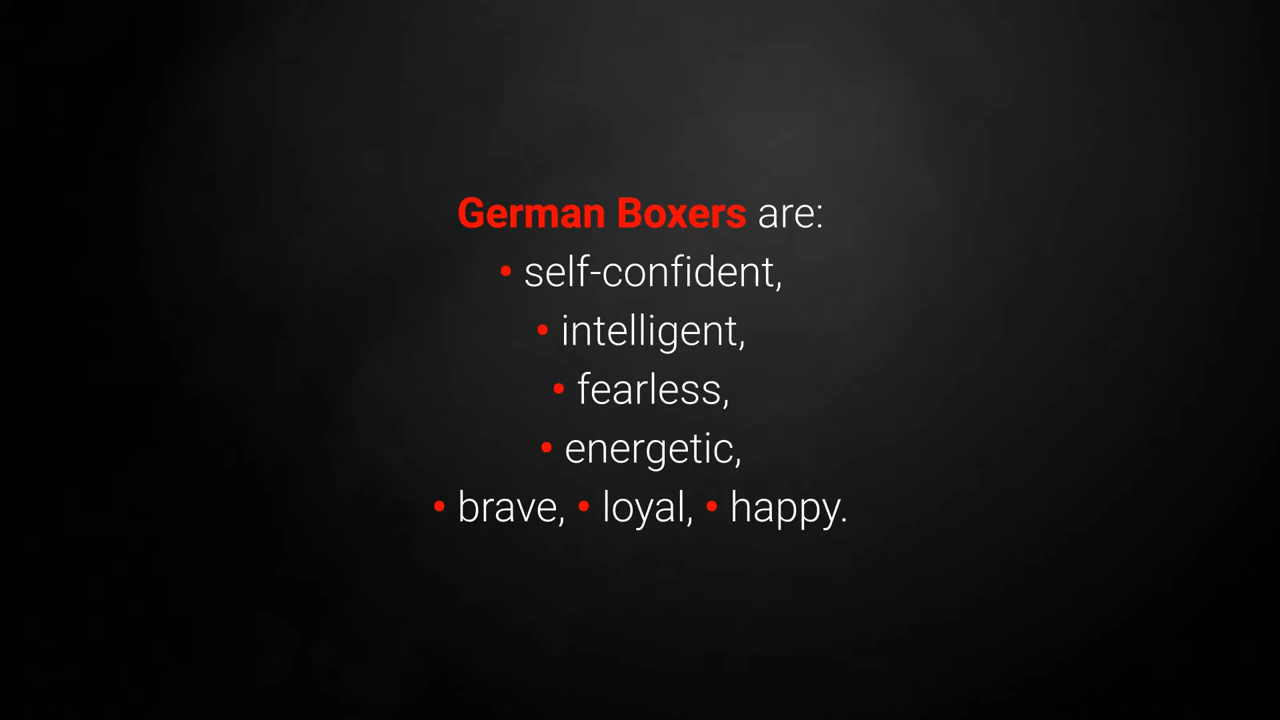 German Boxers are:
• self-confident,
• intelligent,
• fearless,
• energetic,
• brave, • loyal, • happy.